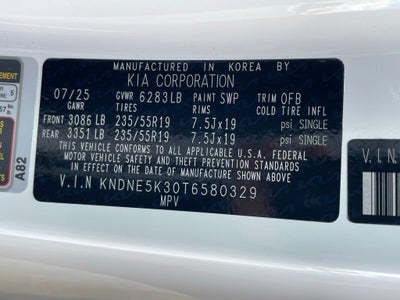 MANUFACTURED IN KOREA BY
KIA CORPORATION
07/25 GVWR 6283LB PAINT SWP TRIM OFB
GAWR TIRES RIMS COLD TIRE INFL
FRONT 3086 LB 235/55R19 7.5Jx19 psi SINGLE
REAR 3351 LB 235/55R19 7.5Jx19 psi SINGLE
THIS VEHICLE CONFORMS TO ALL APPLICABLE U.S.A. FEDERAL
MOTOR VEHICLE SAFETY AND THEFT PREVENTION STANDARDS
IN EFFECT ON THE DATE OF MANUFACTURE SHOWN ABOVE.
V.I.N KNDNE5K30T6580329
MPV
A82
V.I.N
5